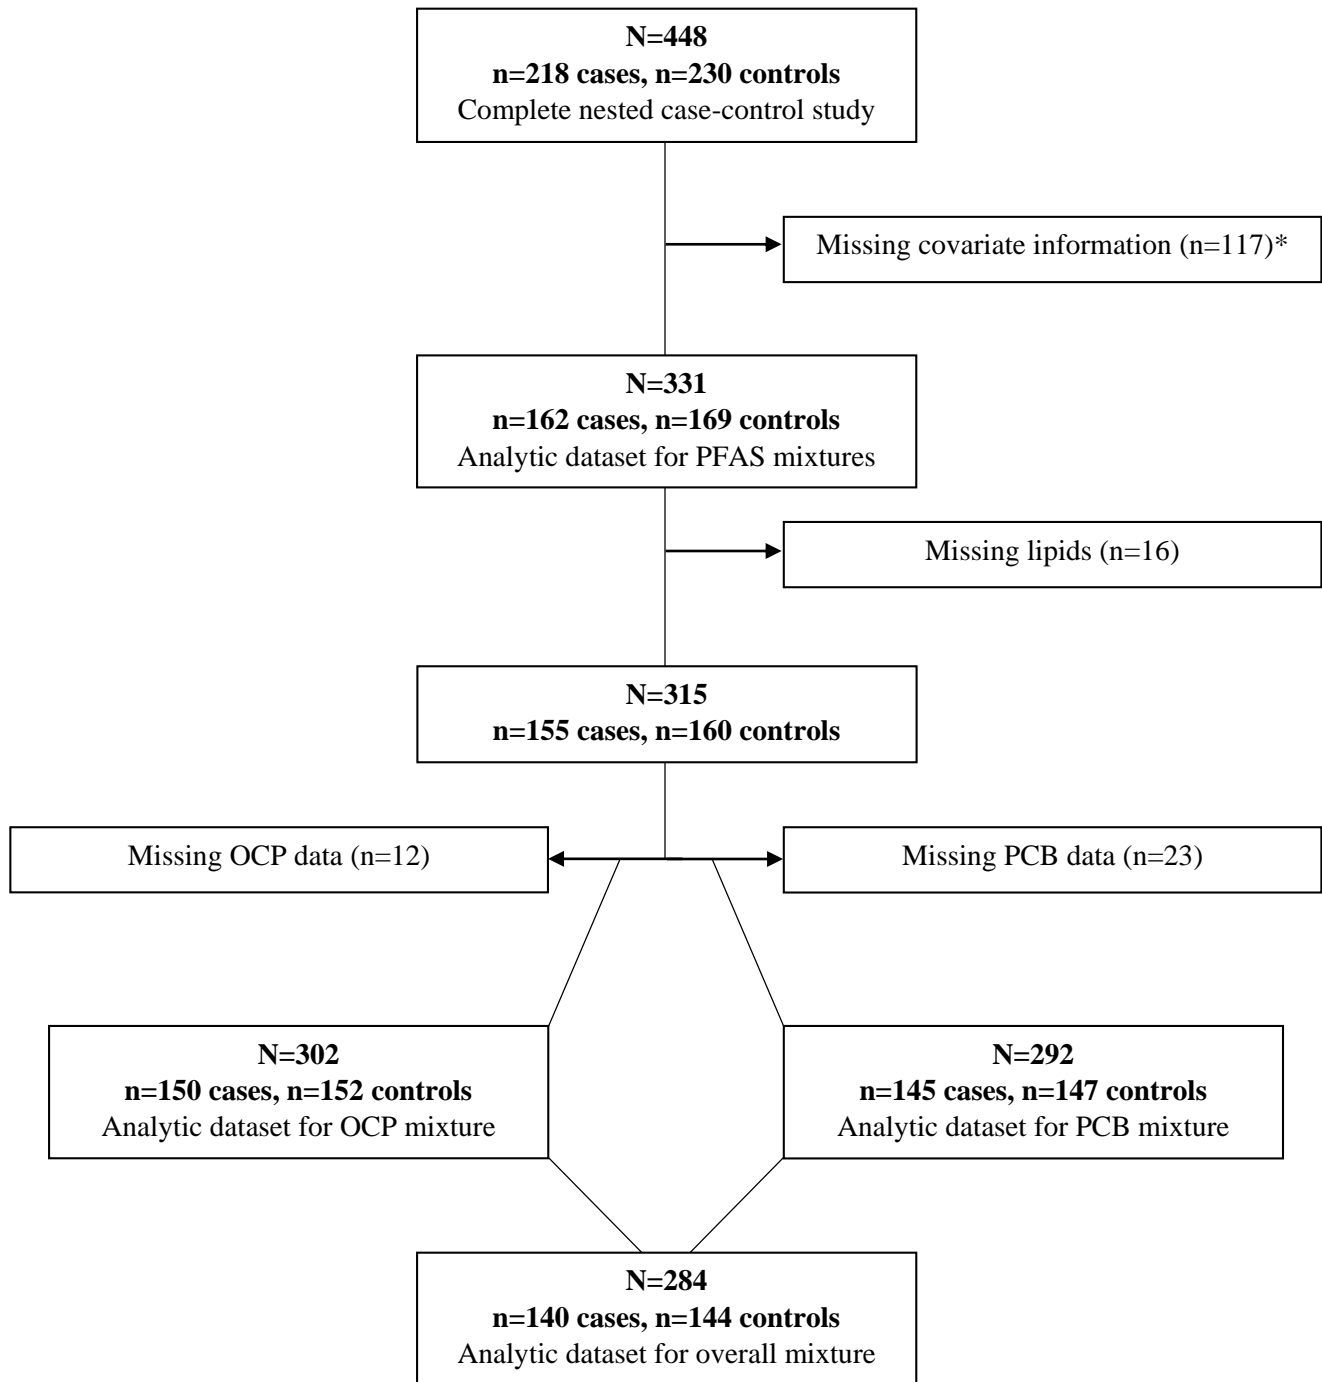 N=448
n=218 cases, n=230 controls
Complete nested case-control study
Missing covariate information (n=117)*
N=331
n=162 cases, n=169 controls
Analytic dataset for PFAS mixtures
Missing lipids (n=16)
N=315
n=155 cases, n=160 controls
Missing OCP data (n=12)
Missing PCB data (n=23)
N=302
n=150 cases, n=152 controls
Analytic dataset for OCP mixture
N=292
n=145 cases, n=147 controls
Analytic dataset for PCB mixture
N=284
n=140 cases, n=144 controls
Analytic dataset for overall mixture